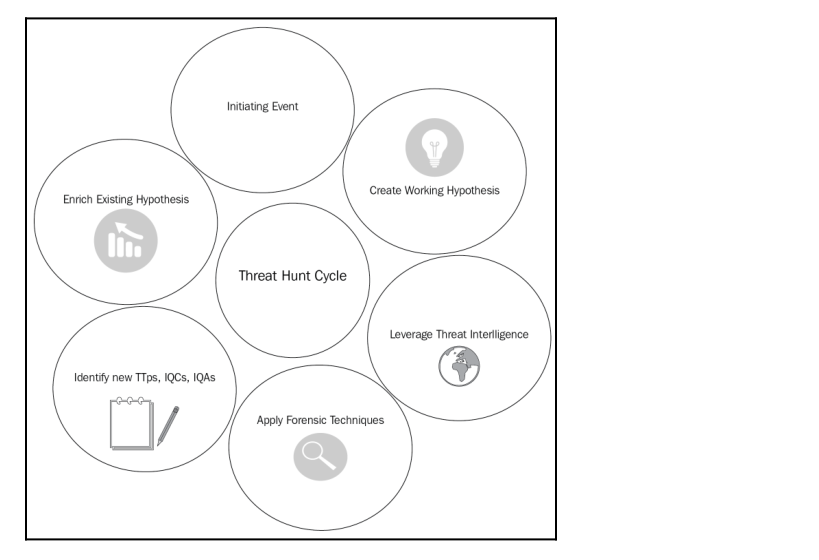 Initiating Event
Create Working Hypothesis
Enrich Existing Hypothesis
Threat Hunt Cycle
Leverage Threat Interlligence
Identify new TTps, IQCs, IQAs
Apply Forensic Techniques